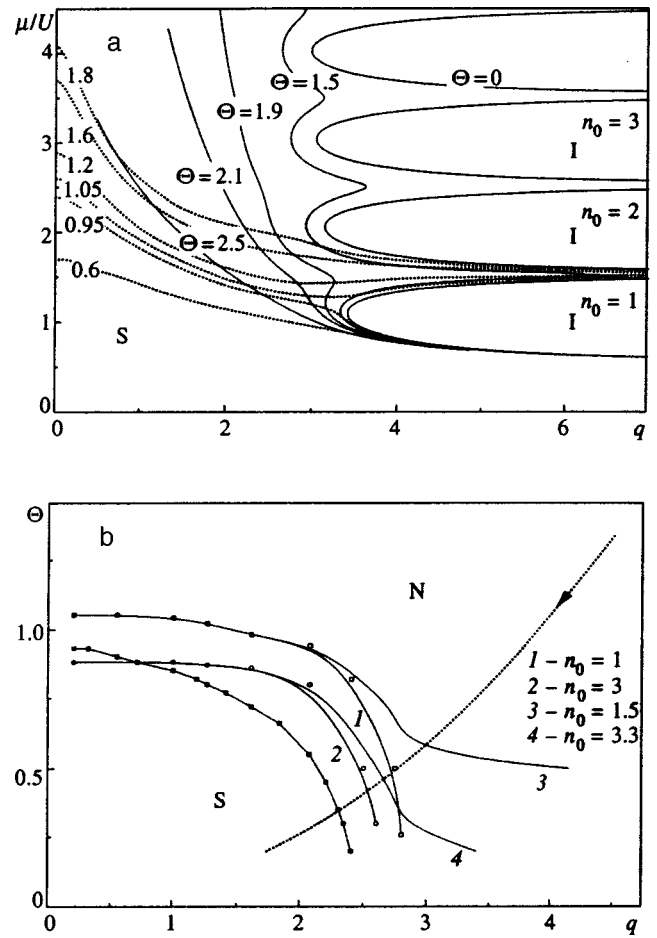 μ/U
a
4
3
2
1
0
1.8
1.6
1.2
1.05
0.95
0.6
Θ=1.5
Θ=0
Θ=1.9
Θ=2.1
Θ=2.5
n₀ = 3
I
n₀ = 2
I
n₀ = 1
I
S
0 2 4 6 q
Θ
b
N
1.0
0.5
0
1 – n₀ = 1
2 – n₀ = 3
3 – n₀ = 1.5
4 – n₀ = 3.3
1
2
3
4
S
0 1 2 3 4 q